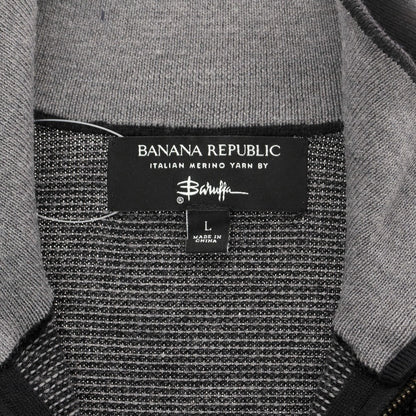 BANANA REPUBLIC
ITALIAN MERINO YARN BY
Baruffa
®
L
MADE IN
CHINA